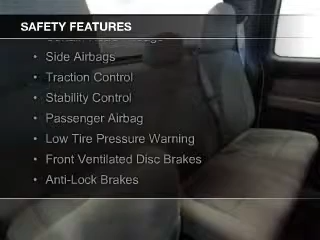 SAFETY FEATURES
• Side Airbags
• Traction Control
• Stability Control
• Passenger Airbag
• Low Tire Pressure Warning
• Front Ventilated Disc Brakes
• Anti-Lock Brakes